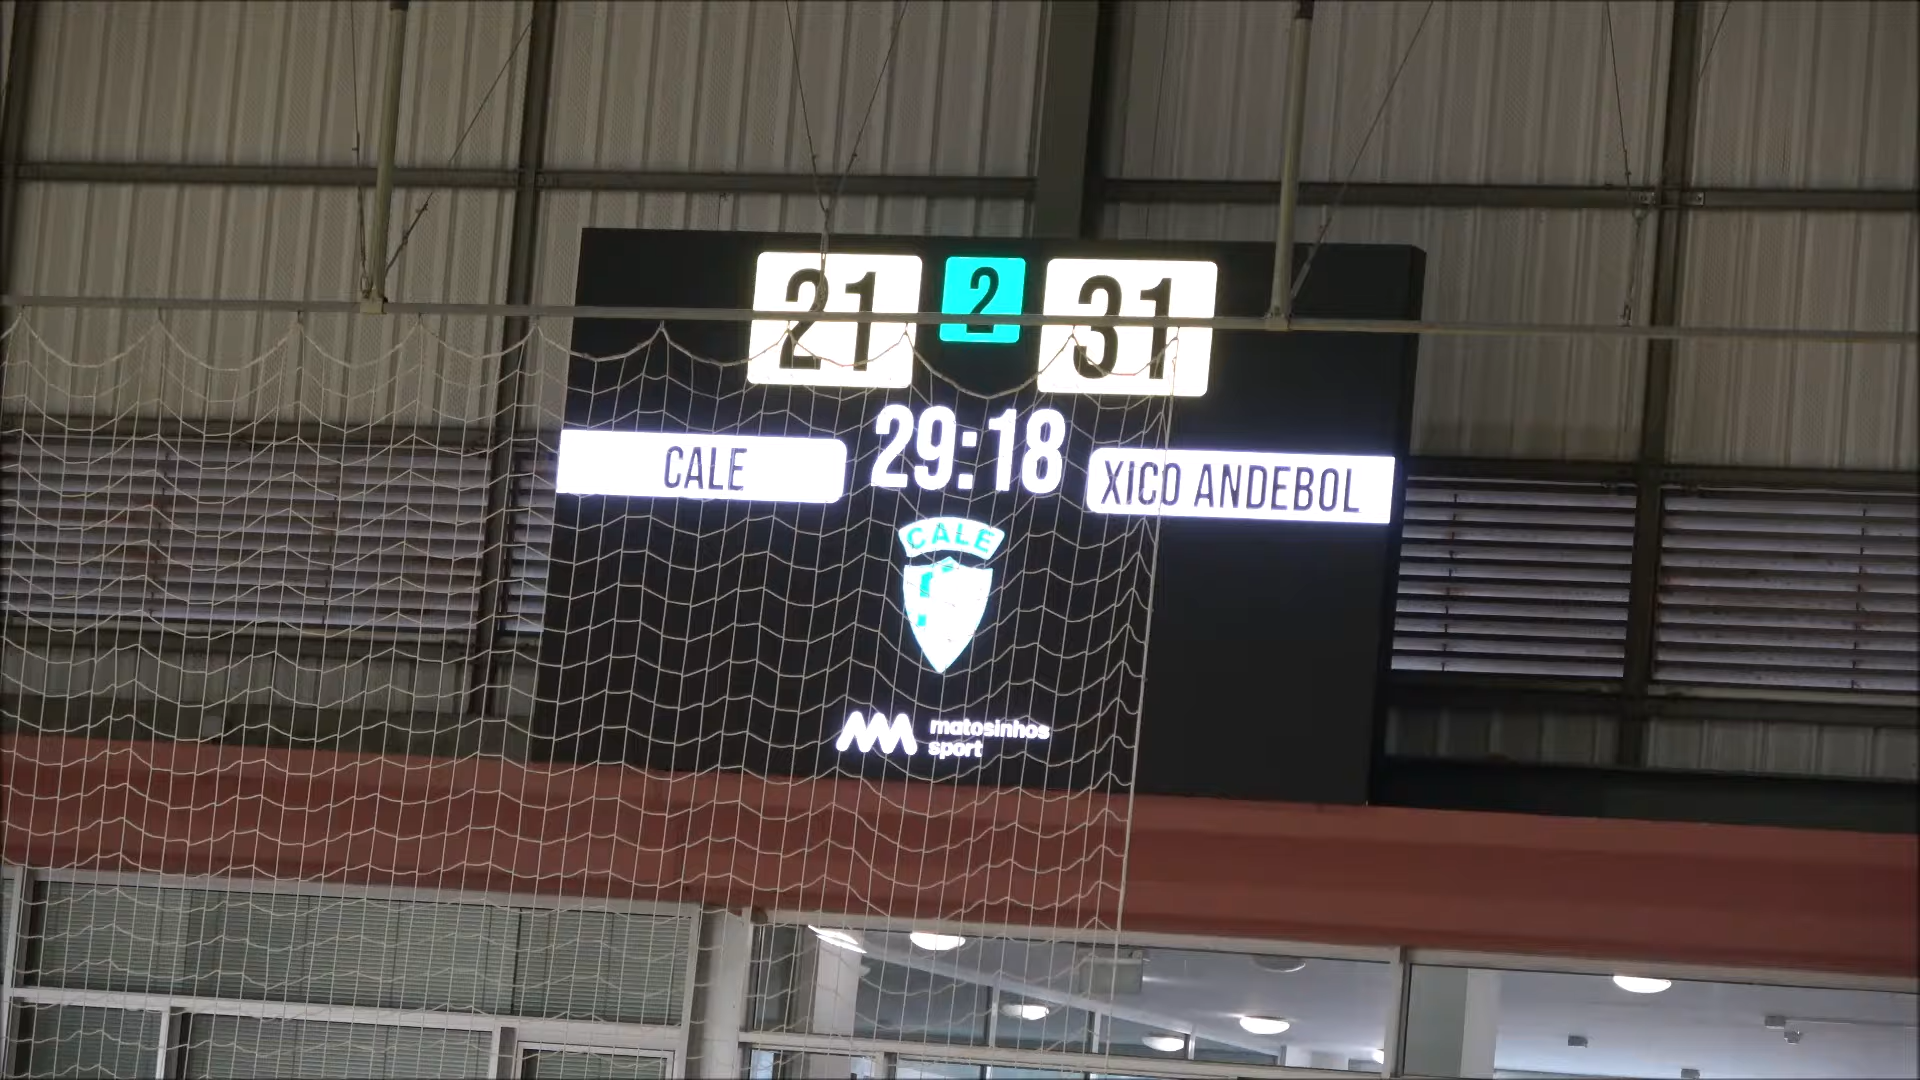 21 2 31
29:18
CALE XICO ANDEBOL
CALE
matosinhos
sport